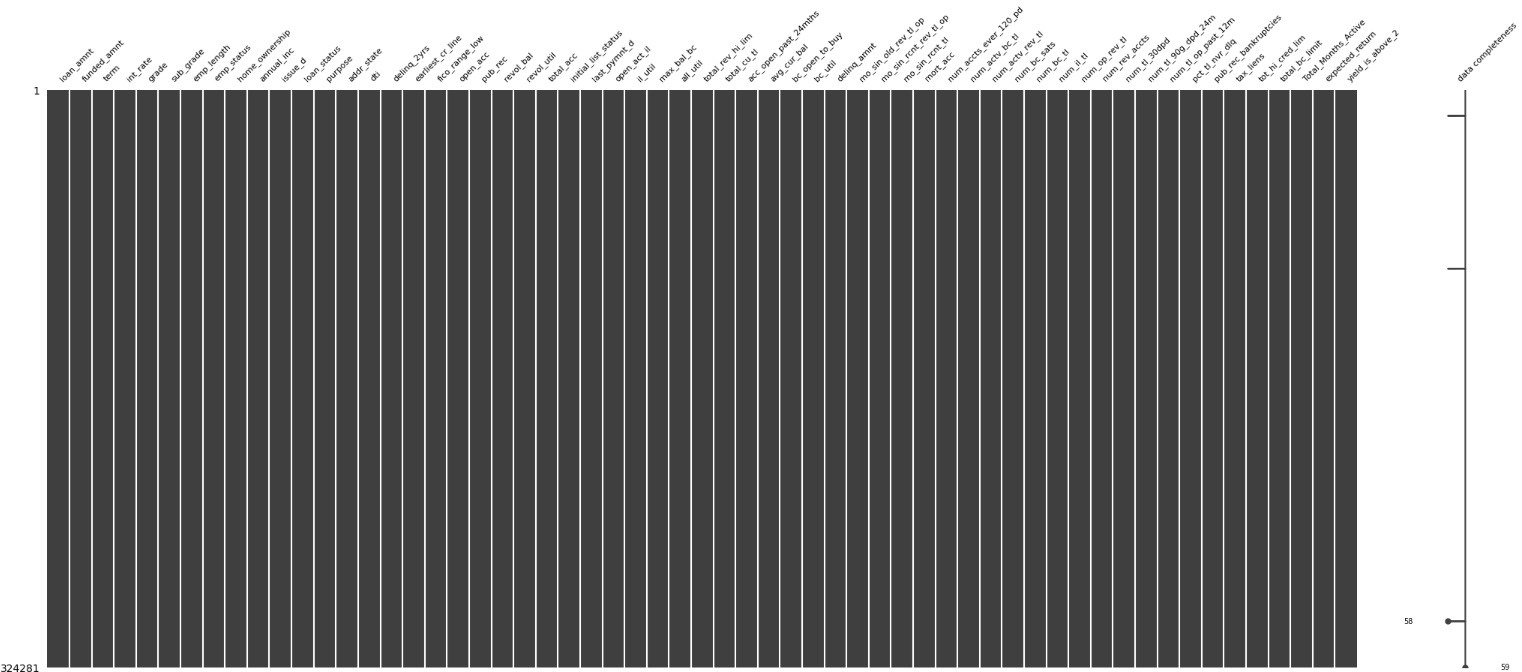 loan_amnt
funded_amnt
term
int_rate
grade
sub_grade
emp_length
emp_status
home_ownership
annual_inc
issue_d
loan_status
purpose
addr_state
dti
delinq_2yrs
earliest_cr_line
fico_range_low
open_acc
pub_rec
revol_bal
revol_util
total_acc
initial_list_status
last_pymnt_d
open_act_il
il_util
max_bal_bc
all_util
total_rev_hi_lim
total_cu_tl
acc_open_past_24mths
avg_cur_bal
bc_open_to_buy
bc_util
delinq_amnt
mo_sin_old_rev_tl_op
mo_sin_rcnt_rev_tl_op
mo_sin_rcnt_tl
mort_acc
num_accts_ever_120_pd
num_actv_bc_tl
num_actv_rev_tl
num_bc_sats
num_bc_tl
num_il_tl
num_op_rev_tl
num_rev_accts
num_tl_30dpd
num_tl_90g_dpd_24m
num_tl_op_past_12m
pct_tl_nvr_dlq
pub_rec_bankruptcies
tax_liens
tot_hi_cred_lim
total_bc_limit
Total_Months_Active
expected_return
yield_is_above_2
data completeness
1
58
324281
59